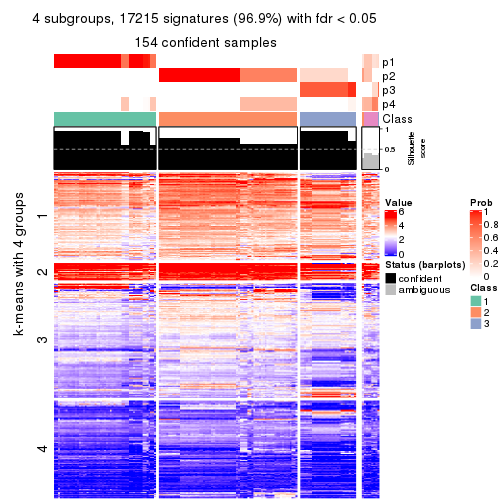 4 subgroups, 17215 signatures (96.9%) with fdr < 0.05
154 confident samples
p1
p2
p3
p4
Class
1
0.5
0
Silhouette
score
k-means with 4 groups
1
2
3
4
Value
6
4
2
0
Status (barplots)
confident
ambiguous
Prob
1
0.8
0.6
0.4
0.2
0
Class
1
2
3